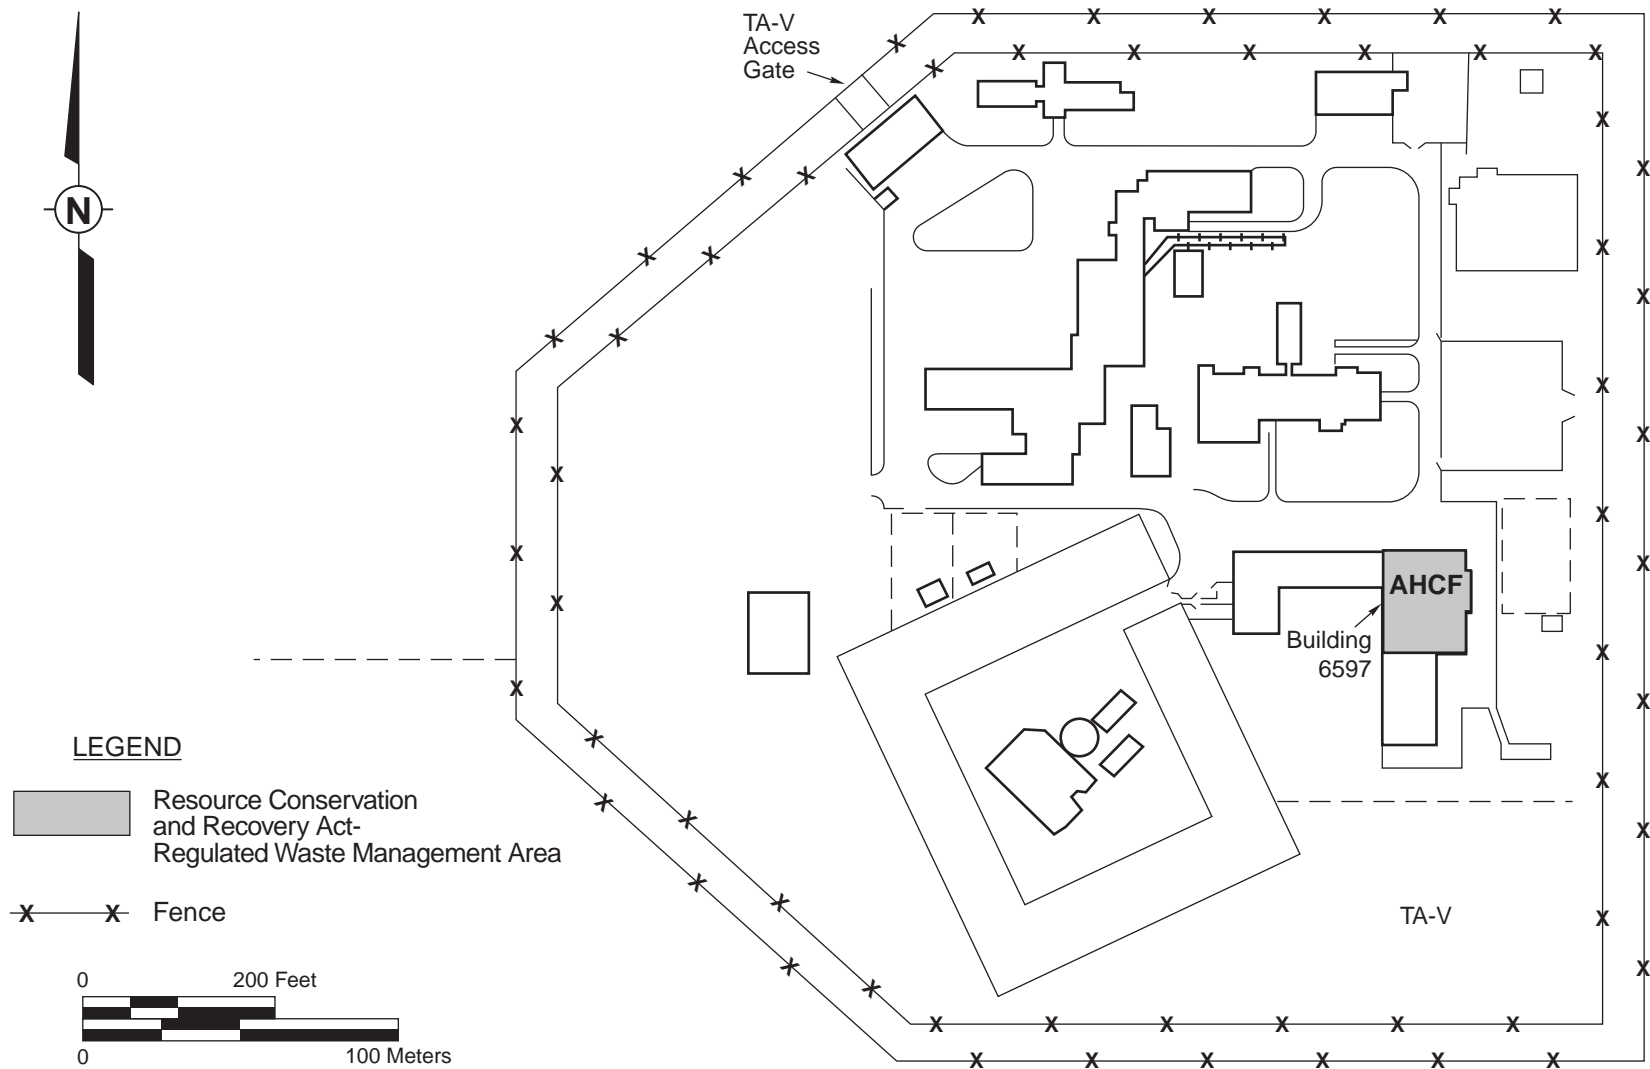 TA-V
Access
Gate
N
AHCF
Building
6597
LEGEND
Resource Conservation
and Recovery Act-
Regulated Waste Management Area
X X Fence
TA-V
0 200 Feet
0 100 Meters